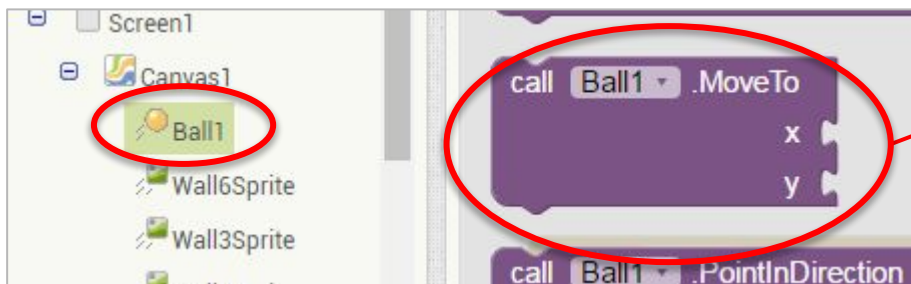 Screen1
Canvas1
Ball1
Wall6Sprite
Wall3Sprite
call Ball1 .MoveTo
x
y
call Ball1 .PointInDirection